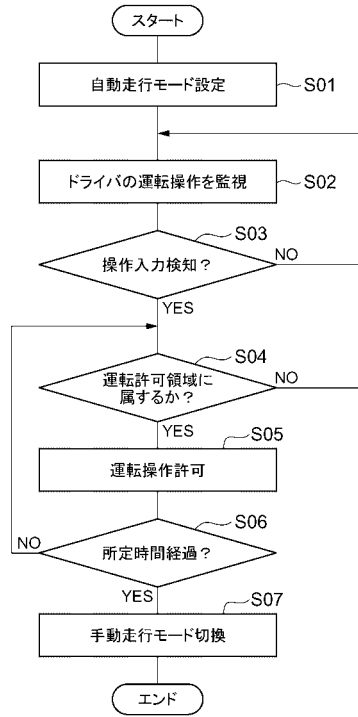 スタート
自動走行モード設定
S01
ドライバの運転操作を監視
S02
S03
操作入力検知？
NO
YES
S04
運転許可領域に
属するか？
NO
YES
S05
運転操作許可
S06
NO
所定時間経過？
YES
S07
手動走行モード切換
エンド